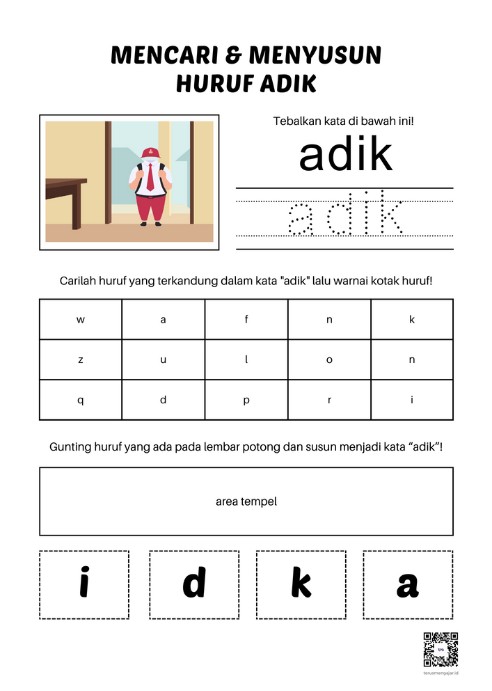 MENCARI & MENYUSUN
HURUF ADIK
Tebalkan kata di bawah ini!
adik
adik
Carilah huruf yang terkandung dalam kata "adik" lalu warnai kotak huruf!
w a f n k
z u l o n
q d p r i
Gunting huruf yang ada pada lembar potong dan susun menjadi kata “adik”!
area tempel
i d k a